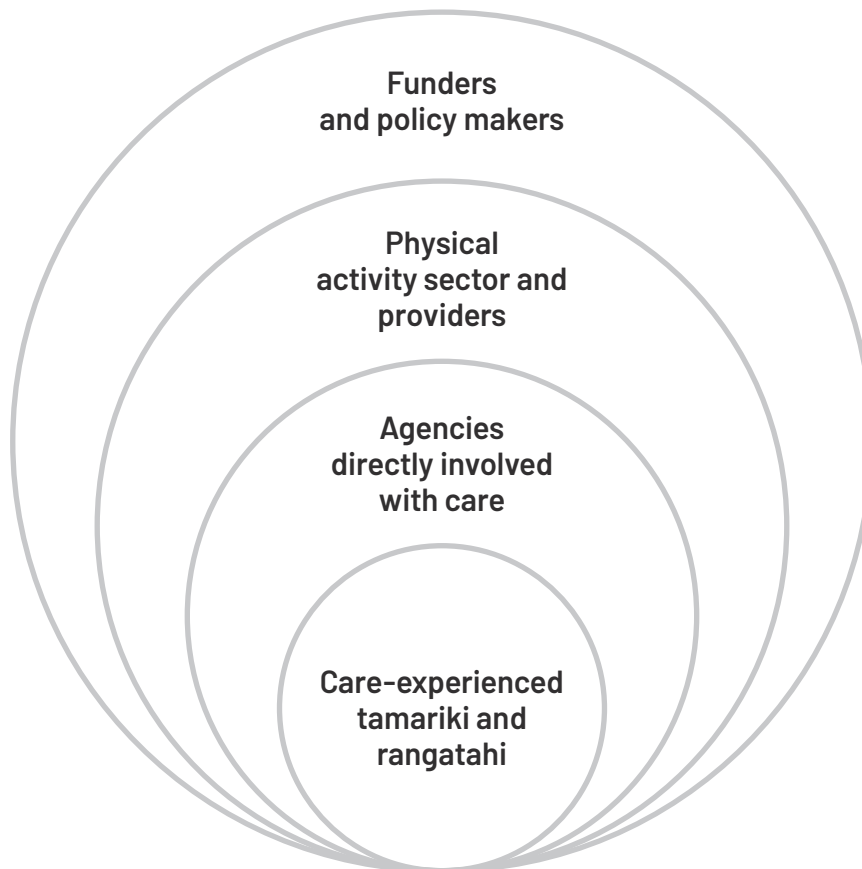 Funders
and policy makers
Physical
activity sector and
providers
Agencies
directly involved
with care
Care-experienced
tamariki and
rangatahi